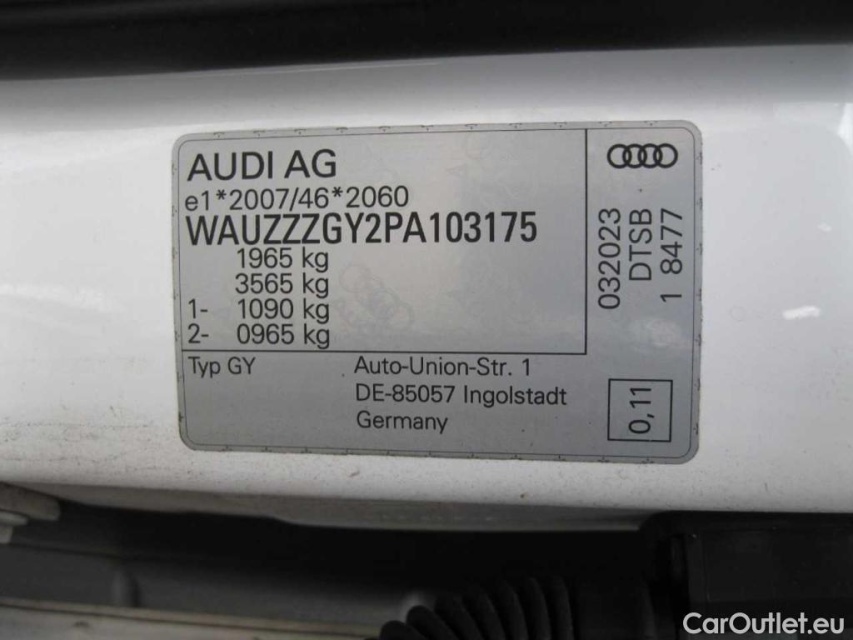 AUDI AG
e1*2007/46*2060
WAUZZZGY2PA103175
1965 kg
3565 kg
1- 1090 kg
2- 0965 kg
Typ GY
Auto-Union-Str. 1
DE-85057 Ingolstadt
Germany
032023
DTSB
1 8477
0,11
CarOutlet.eu